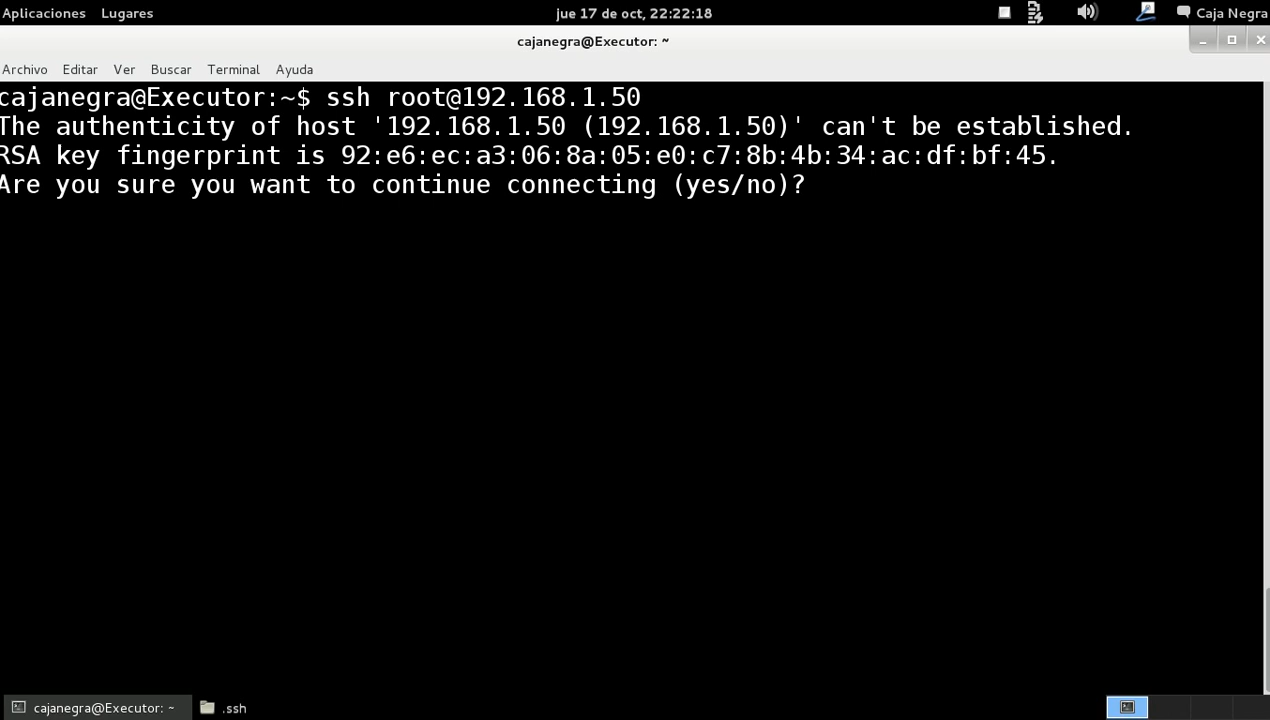 Aplicaciones Lugares jue 17 de oct, 22:22:18 Caja Negra
cajanegra@Executor: ~
Archivo Editar Ver Buscar Terminal Ayuda
cajanegra@Executor:~$ ssh root@192.168.1.50
The authenticity of host '192.168.1.50 (192.168.1.50)' can't be established.
RSA key fingerprint is 92:e6:ec:a3:06:8a:05:e0:c7:8b:4b:34:ac:df:bf:45.
Are you sure you want to continue connecting (yes/no)?
cajanegra@Executor: ~ .ssh